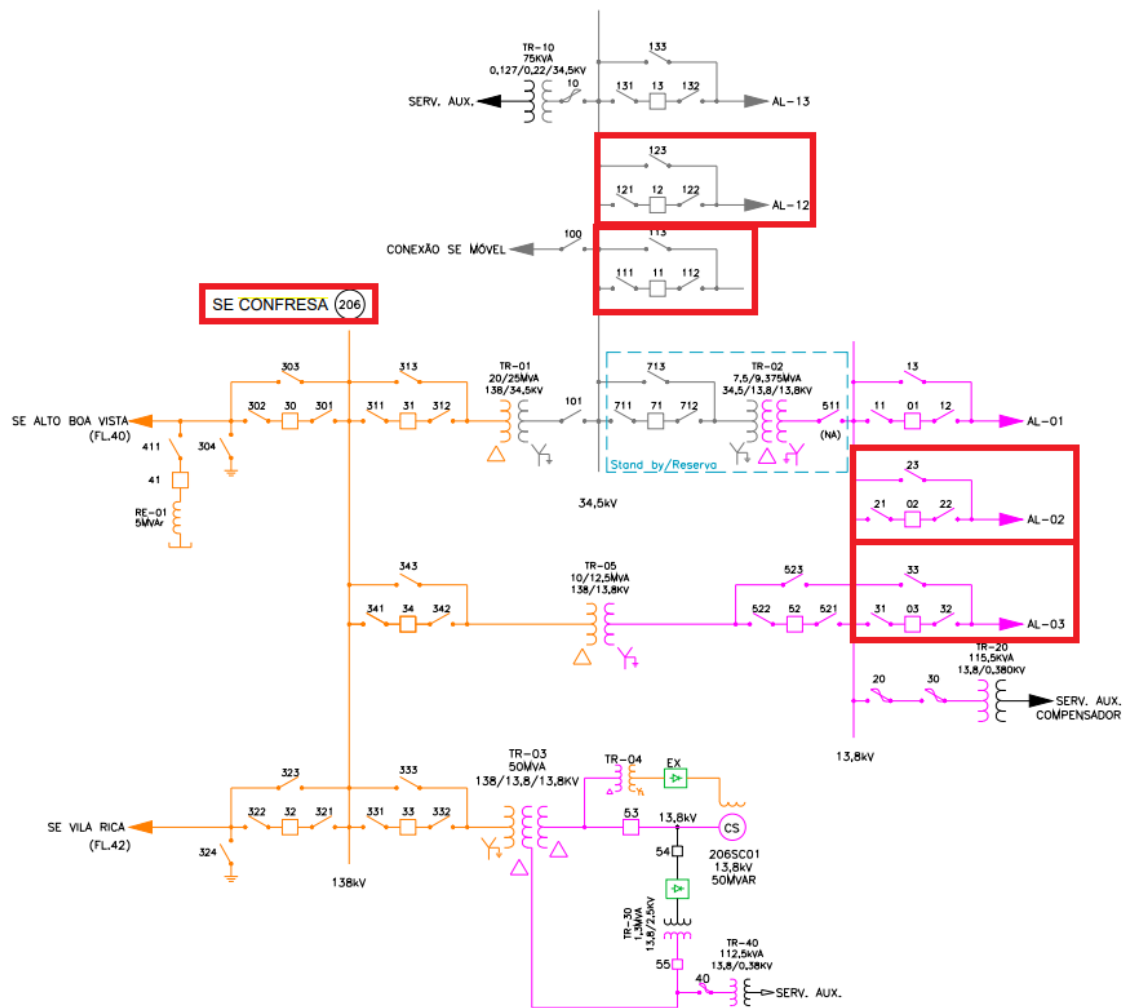 TR-10
75KVA
0,127/0,22/34,5KV
10
SERV. AUX.
133
131 13 132
AL-13
123
121 12 122
AL-12
100
CONEXÃO SE MÓVEL
113
111 11 112
SE CONFRESA 206
303
313
302 30 301
311 31 312
SE ALTO BOA VISTA
(FL.40)
411
304
41
RE-01
5MVAr
TR-01
20/25MVA
138/34,5KV
101
713
711 71 712
TR-02
7,5/9,375MVA
34,5/13,8/13,8KV
511
(NA)
Stand by/Reserva
34,5kV
13
11 01 12
AL-01
23
21 02 22
AL-02
343
341 34 342
TR-05
10/12,5MVA
138/13,8KV
523
522 52 521
33
31 03 32
AL-03
TR-20
115,5KVA
13,8/0,380KV
20 30
SERV. AUX.
COMPENSADOR
13,8kV
323
333
322 32 321
331 33 332
SE VILA RICA
(FL.42)
324
138kV
TR-03
50MVA
138/13,8/13,8KV
TR-04
EX
53
13,8kV
CS
54
206SC01
13,8kV
50MVAR
TR-30
1,3MVA
13,8/2,5KV
55
40
TR-40
112,5kVA
13,8/0,38KV
SERV. AUX.